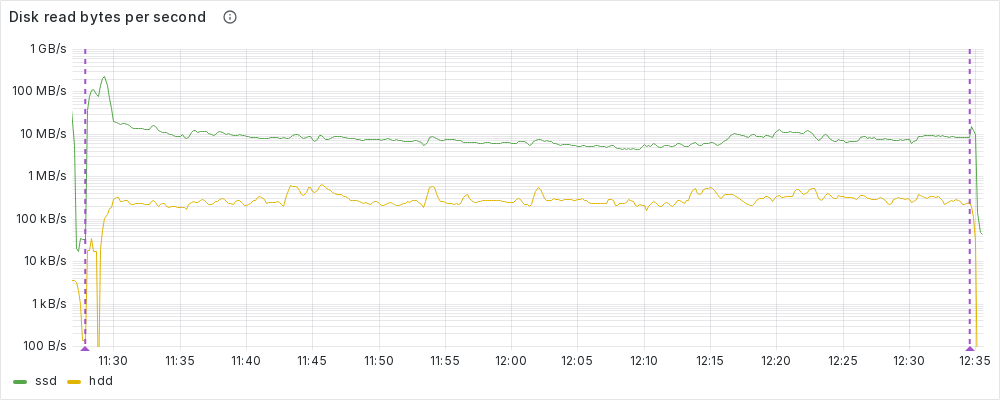 Disk read bytes per second
1 GB/s
100 MB/s
10 MB/s
1 MB/s
100 kB/s
10 kB/s
1 kB/s
100 B/s
11:30 11:35 11:40 11:45 11:50 11:55 12:00 12:05 12:10 12:15 12:20 12:25 12:30 12:35
ssd hdd